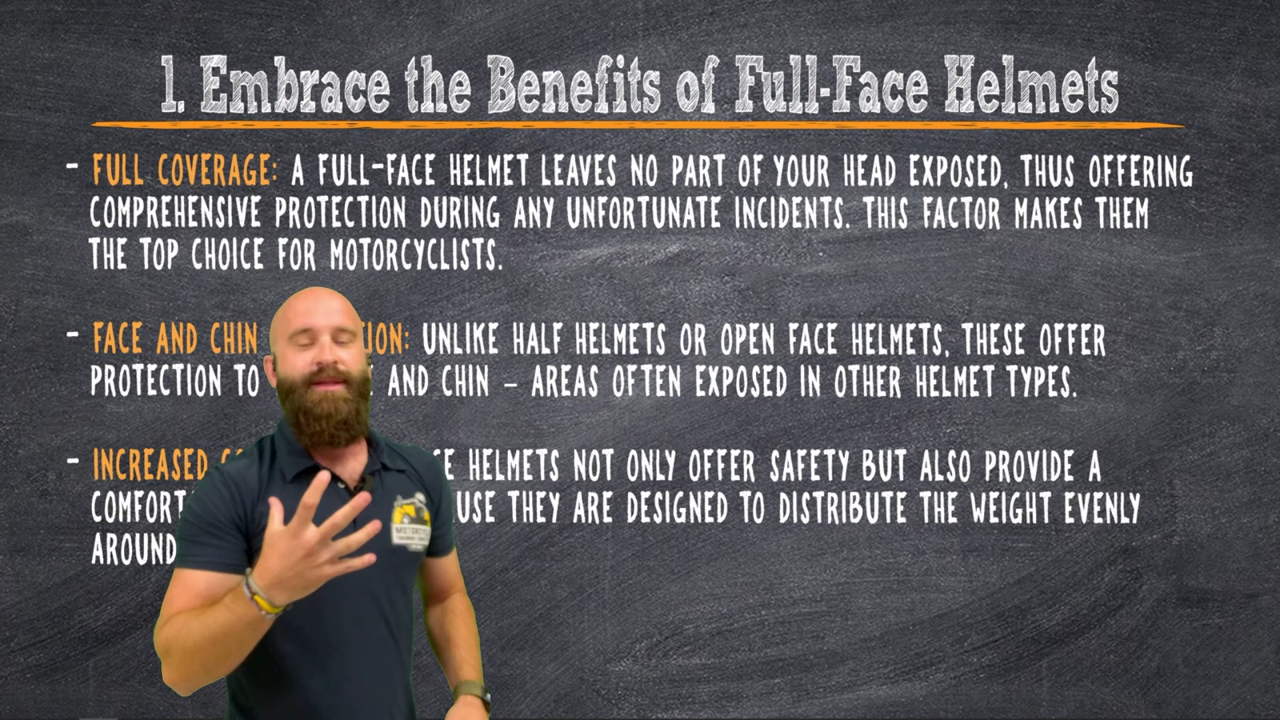 1. Embrace the Benefits of Full-Face Helmets
- FULL COVERAGE: A FULL-FACE HELMET LEAVES NO PART OF YOUR HEAD EXPOSED, THUS OFFERING
COMPREHENSIVE PROTECTION DURING ANY UNFORTUNATE INCIDENTS. THIS FACTOR MAKES THEM
THE TOP CHOICE FOR MOTORCYCLISTS.
- FACE AND CHIN UNLIKE HALF HELMETS OR OPEN FACE HELMETS, THESE OFFER
PROTECTION TO AND CHIN – AREAS OFTEN EXPOSED IN OTHER HELMET TYPES.
- INCREASED HELMETS NOT ONLY OFFER SAFETY BUT ALSO PROVIDE A
THEY ARE DESIGNED TO DISTRIBUTE THE WEIGHT EVENLY
AROUND
MOTORCYCLE